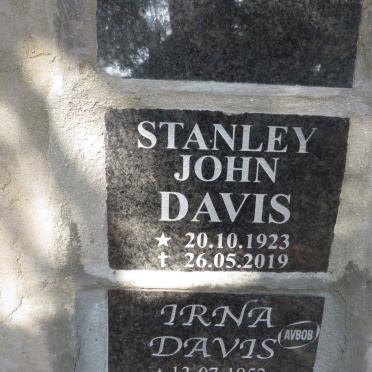 STANLEY
JOHN
DAVIS
★ 20.10.1923
✝ 26.05.2019
IRNA
DAVIS
AVBOB